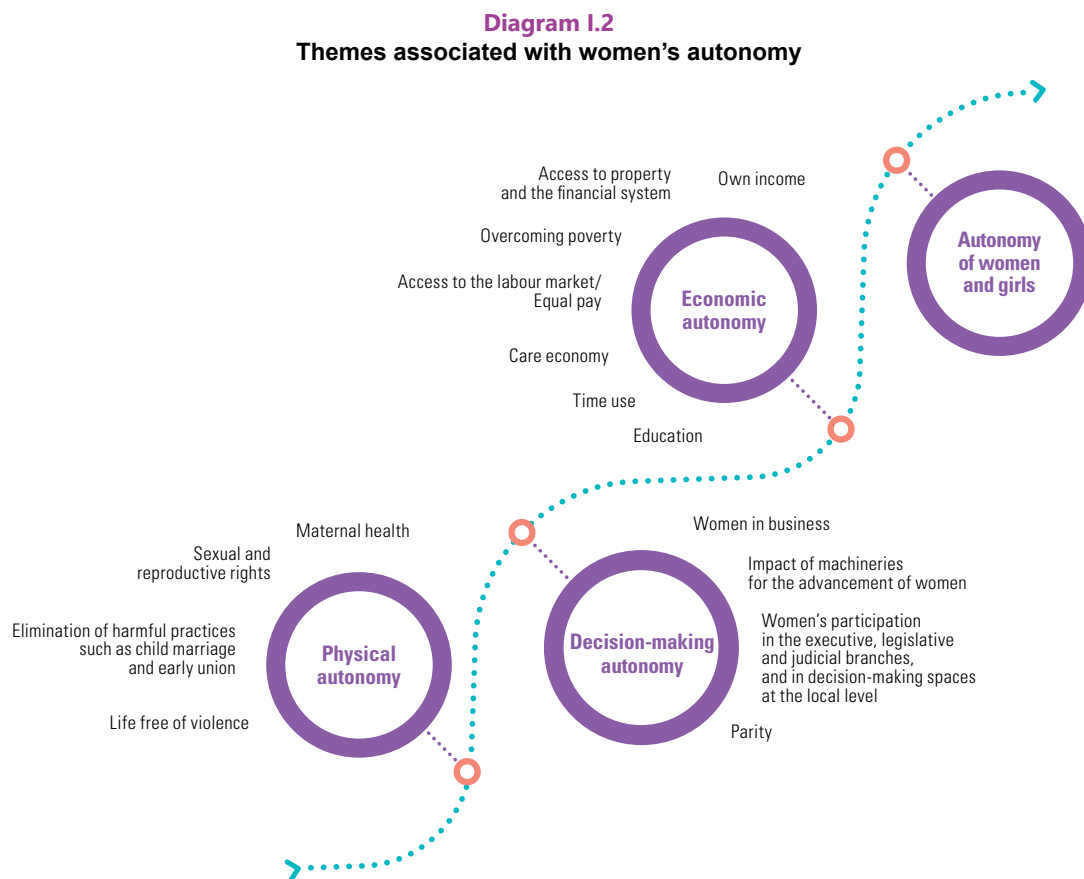 Diagram I.2
Themes associated with women's autonomy
Access to property
and the financial system
Own income
Overcoming poverty
Access to the labour market/
Equal pay
Care economy
Time use
Education
Economic
autonomy
Autonomy
of women
and girls
Maternal health
Sexual and
reproductive rights
Elimination of harmful practices
such as child marriage
and early union
Life free of violence
Physical
autonomy
Women in business
Impact of machineries
for the advancement of women
Women's participation
in the executive, legislative
and judicial branches,
and in decision-making spaces
at the local level
Parity
Decision-making
autonomy